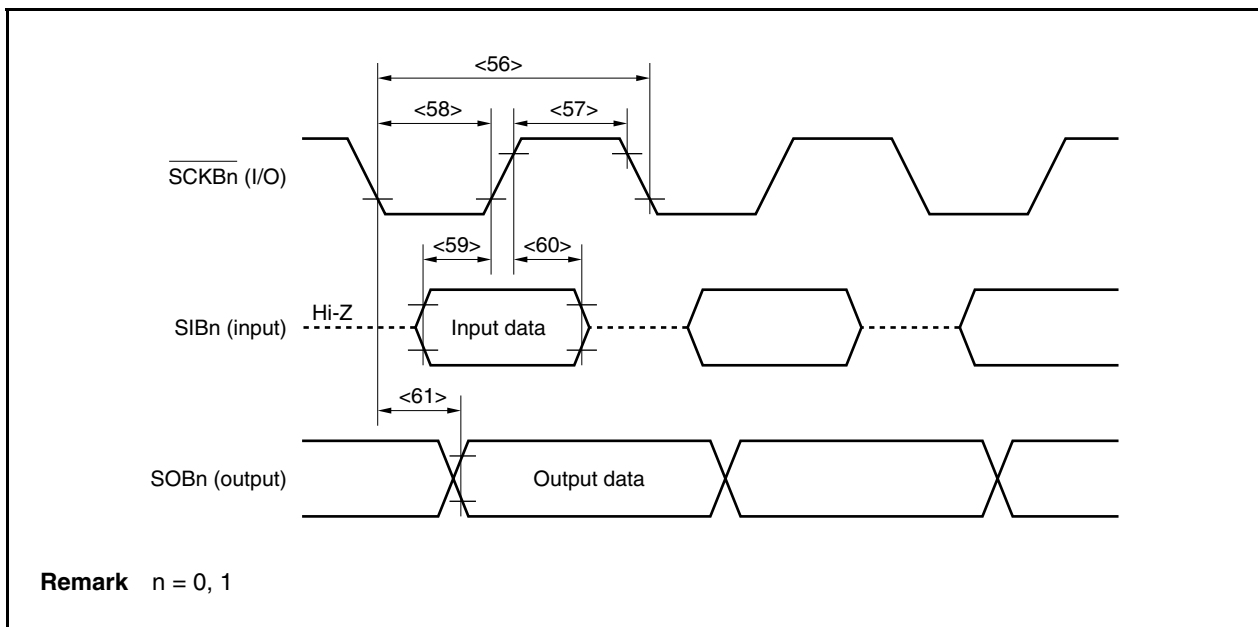 <56>
<58> <57>
SCKBn (I/O)
<59> <60>
Hi-Z
SIBn (input) Input data
<61>
SOBn (output) Output data
Remark n = 0, 1